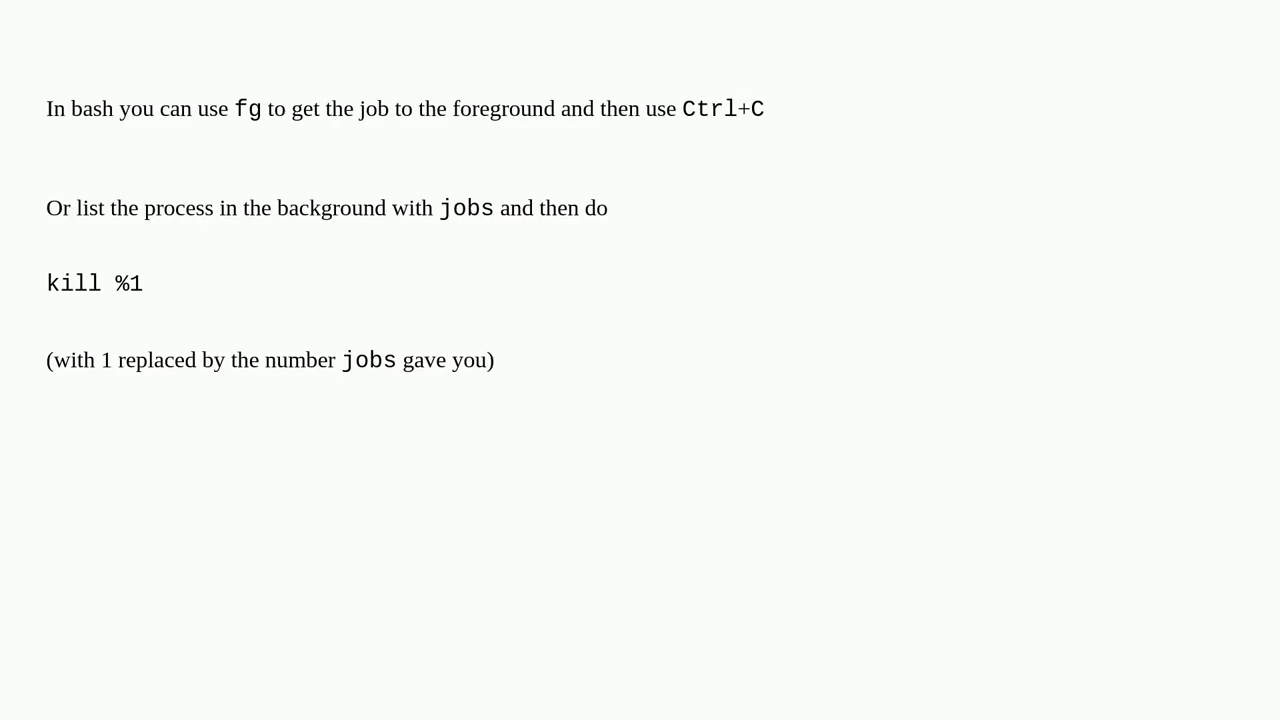 In bash you can use fg to get the job to the foreground and then use Ctrl+C
Or list the process in the background with jobs and then do
kill %1
(with 1 replaced by the number jobs gave you)